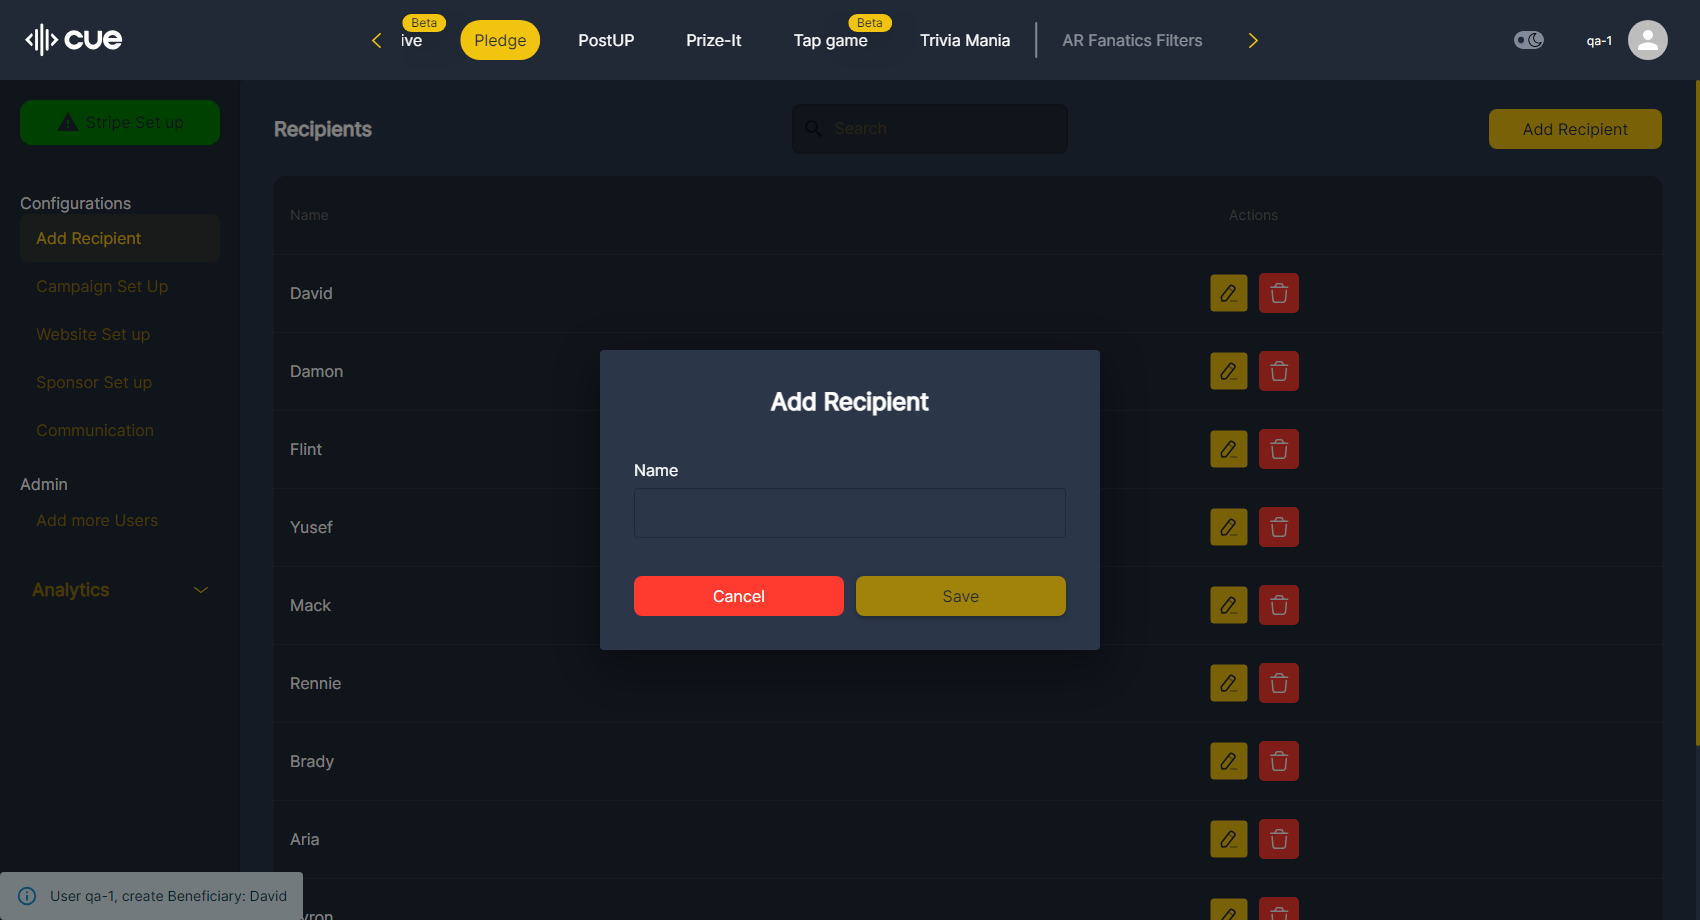 cue
Beta
ive
Pledge
PostUP
Prize-It
Beta
Tap game
Trivia Mania
AR Fanatics Filters
qa-1
Stripe Set up
Recipients
Search
Add Recipient
Configurations
Add Recipient
Campaign Set Up
Website Set up
Sponsor Set up
Communication
Admin
Add more Users
Analytics
Name
Actions
David
Damon
Flint
Yusef
Mack
Rennie
Brady
Aria
yron
Add Recipient
Name
Cancel
Save
User qa-1, create Beneficiary: David